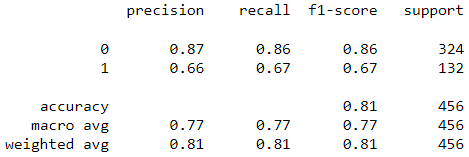 precision recall f1-score support
0 0.87 0.86 0.86 324
1 0.66 0.67 0.67 132
accuracy 0.81 456
macro avg 0.77 0.77 0.77 456
weighted avg 0.81 0.81 0.81 456